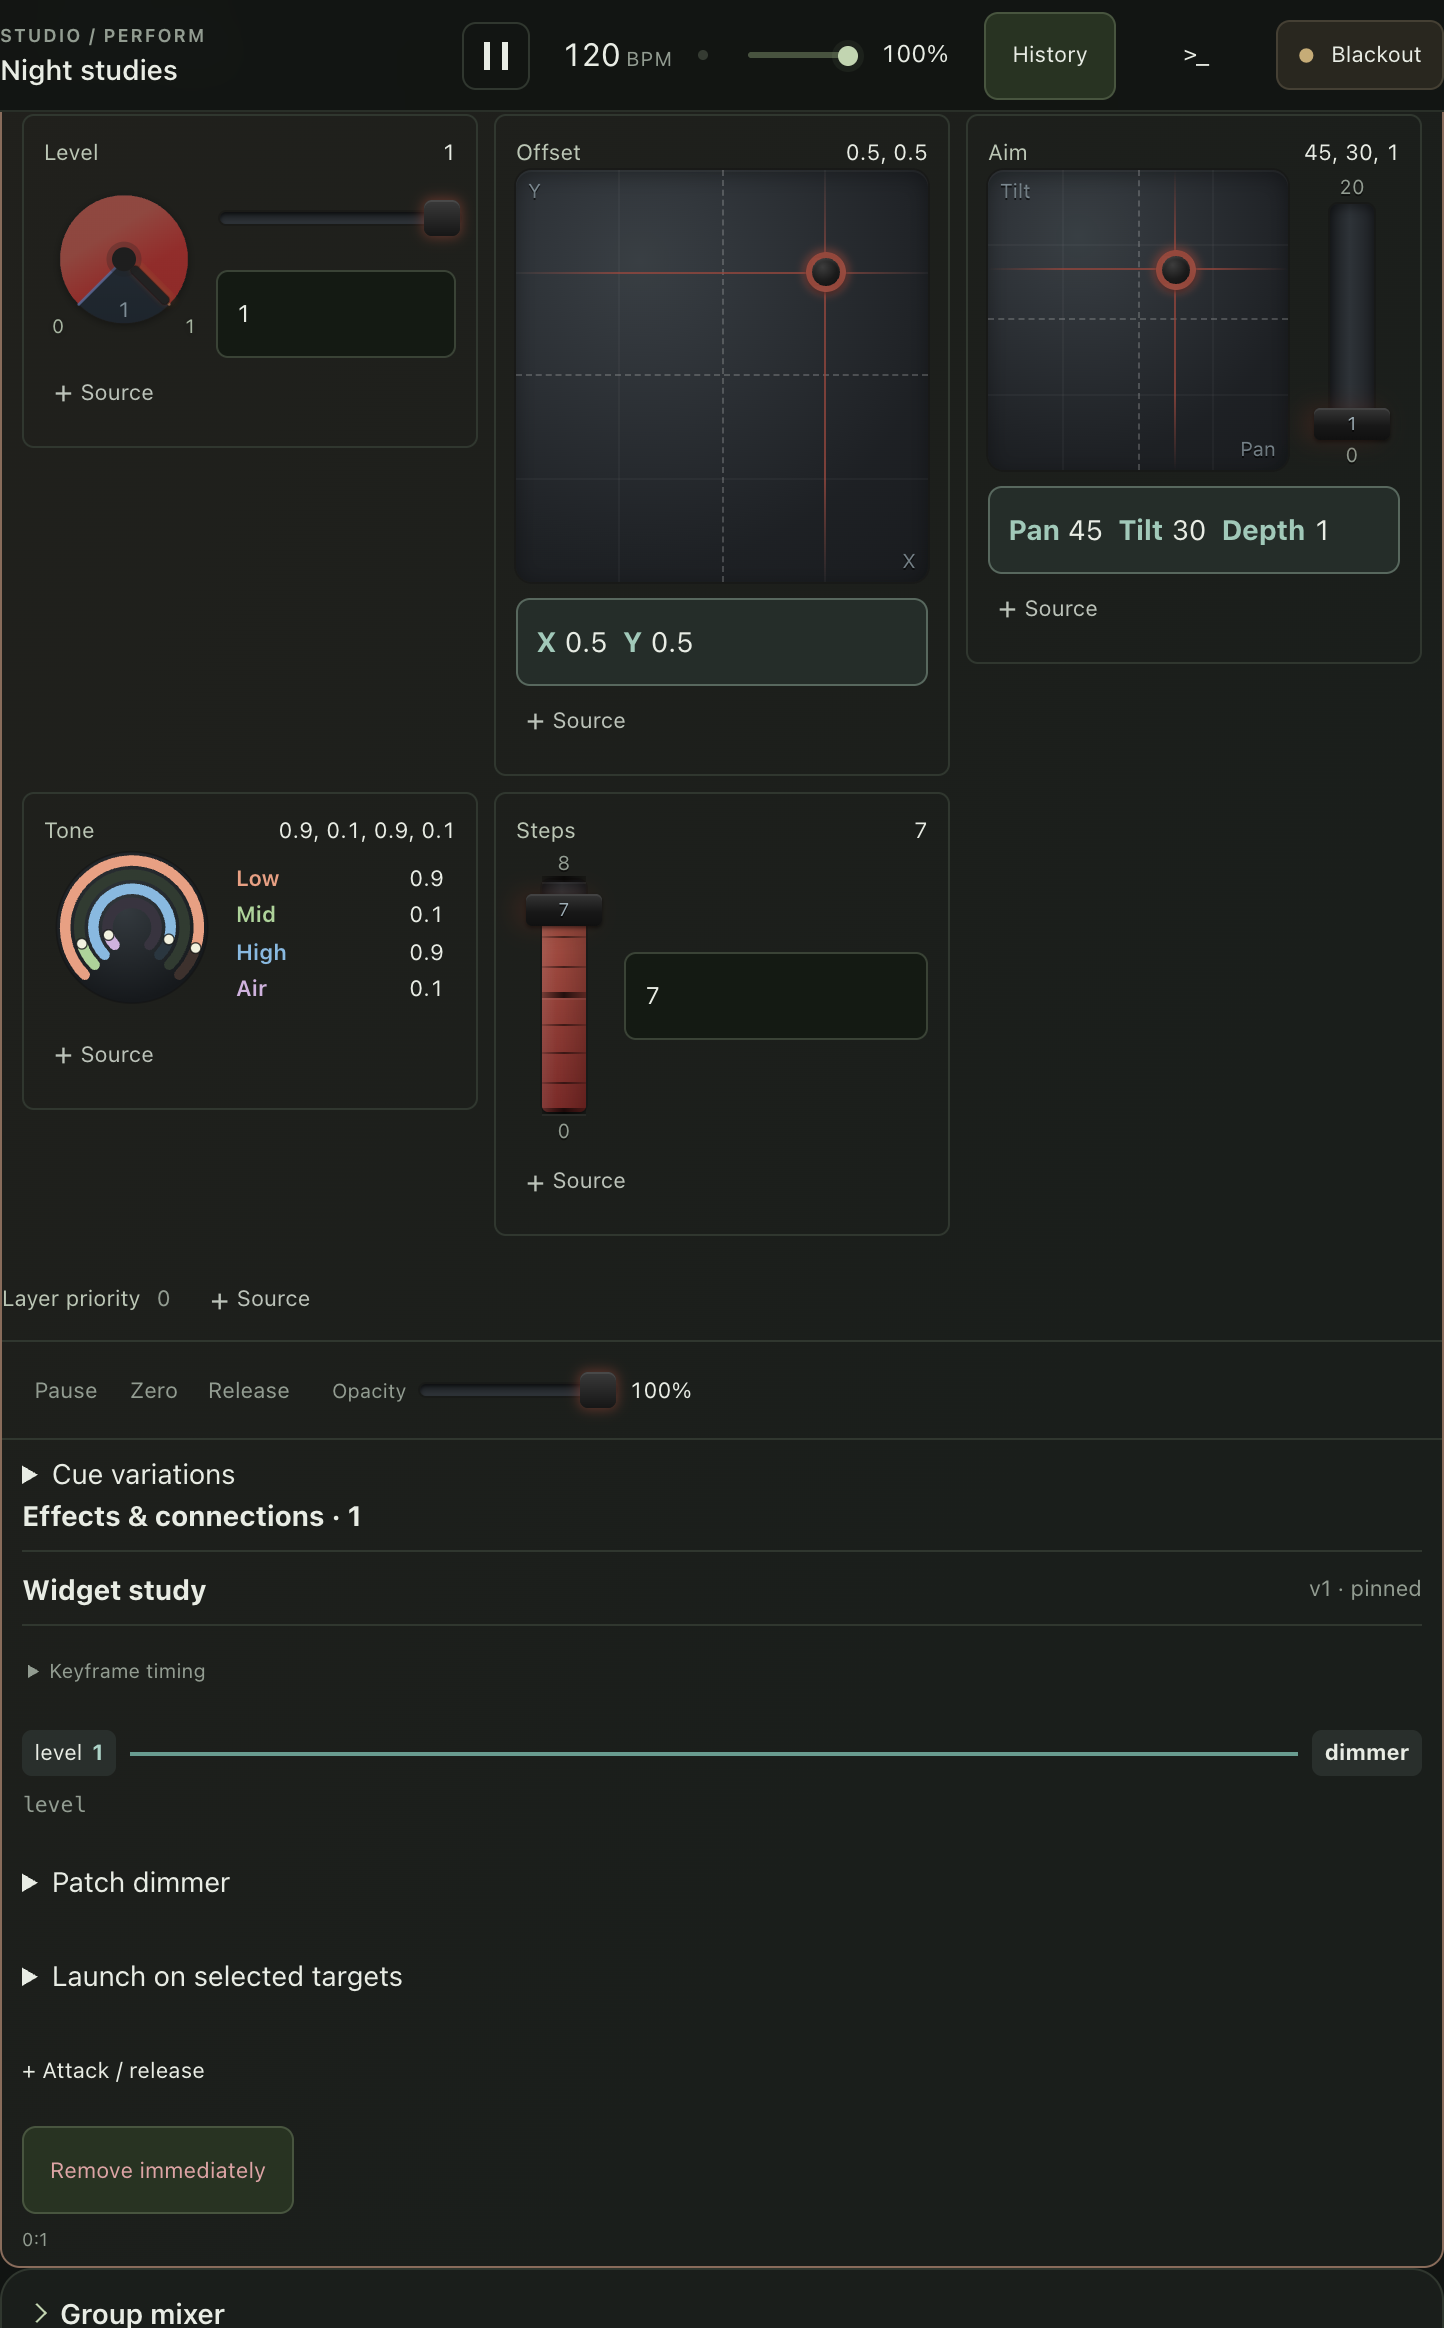 STUDIO / PERFORM
Night studies
120 BPM
100%
History
>_
Blackout
Level 1
1
0 1
1
+ Source
Offset 0.5, 0.5
Y
X
X 0.5 Y 0.5
+ Source
Aim 45, 30, 1
Tilt
Pan
20
1
0
Pan 45 Tilt 30 Depth 1
+ Source
Tone 0.9, 0.1, 0.9, 0.1
Low 0.9
Mid 0.1
High 0.9
Air 0.1
+ Source
Steps 7
8
7
0
7
+ Source
Layer priority 0 + Source
Pause Zero Release Opacity 100%
Cue variations
Effects & connections · 1
Widget study v1 · pinned
Keyframe timing
level 1 dimmer
level
Patch dimmer
Launch on selected targets
+ Attack / release
Remove immediately
0:1
Group mixer